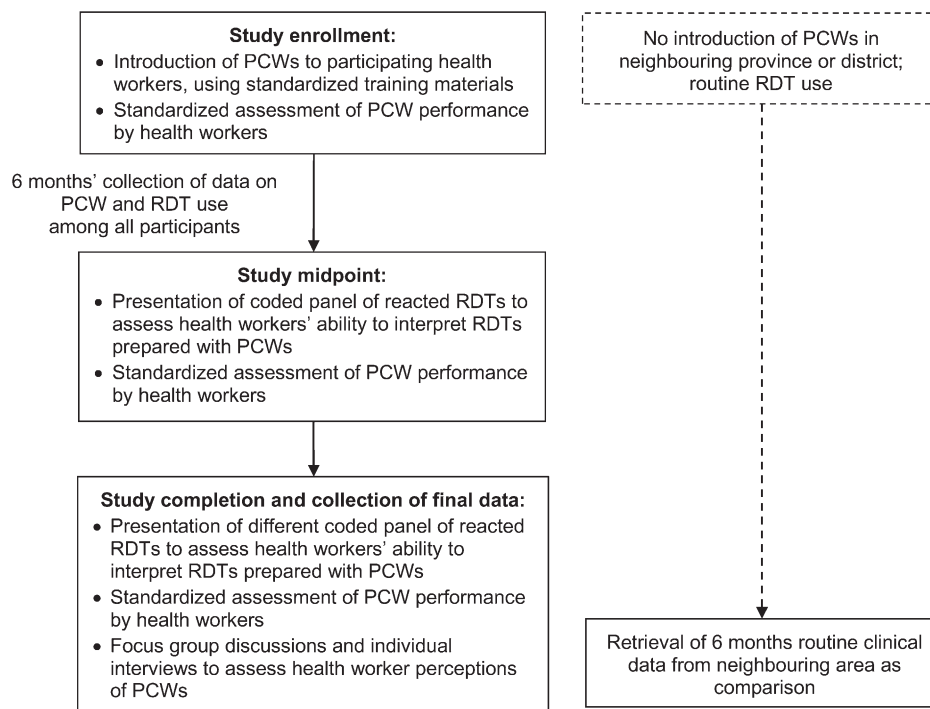 Study enrollment:
• Introduction of PCWs to participating health
workers, using standardized training materials
• Standardized assessment of PCW performance
by health workers
No introduction of PCWs in
neighbouring province or district;
routine RDT use
6 months’ collection of data on
PCW and RDT use
among all participants
Study midpoint:
• Presentation of coded panel of reacted RDTs to
assess health workers’ ability to interpret RDTs
prepared with PCWs
• Standardized assessment of PCW performance
by health workers
Study completion and collection of final data:
• Presentation of different coded panel of reacted
RDTs to assess health workers’ ability to
interpret RDTs prepared with PCWs
• Standardized assessment of PCW performance
by health workers
• Focus group discussions and individual
interviews to assess health worker perceptions
of PCWs
Retrieval of 6 months routine clinical
data from neighbouring area as
comparison